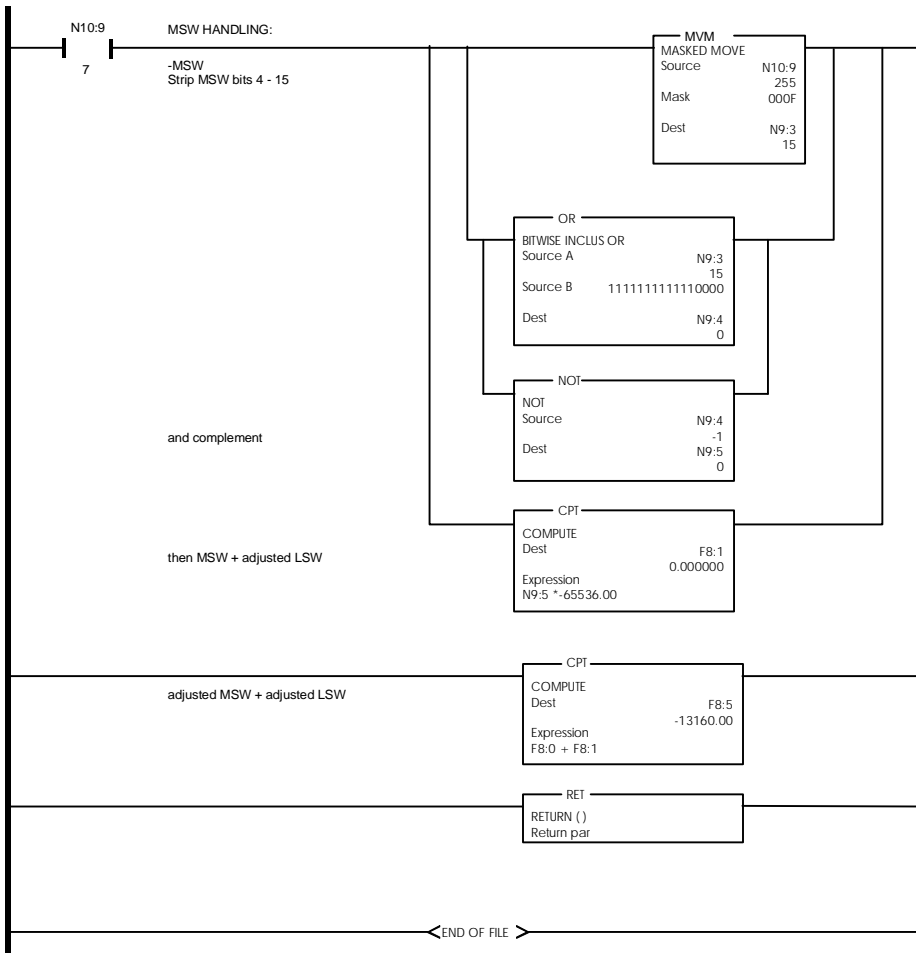 N10:9
7
MSW HANDLING:
-MSW
Strip MSW bits 4 - 15
MVM
MASKED MOVE
Source N10:9
255
Mask 000F
Dest N9:3
15
OR
BITWISE INCLUS OR
Source A N9:3
15
Source B 1111111111110000
Dest N9:4
0
and complement
NOT
NOT
Source N9:4
-1
Dest N9:5
0
then MSW + adjusted LSW
CPT
COMPUTE
Dest F8:1
0.000000
Expression
N9:5 *-65536.00
adjusted MSW + adjusted LSW
CPT
COMPUTE
Dest F8:5
-13160.00
Expression
F8:0 + F8:1
RET
RETURN ( )
Return par
END OF FILE